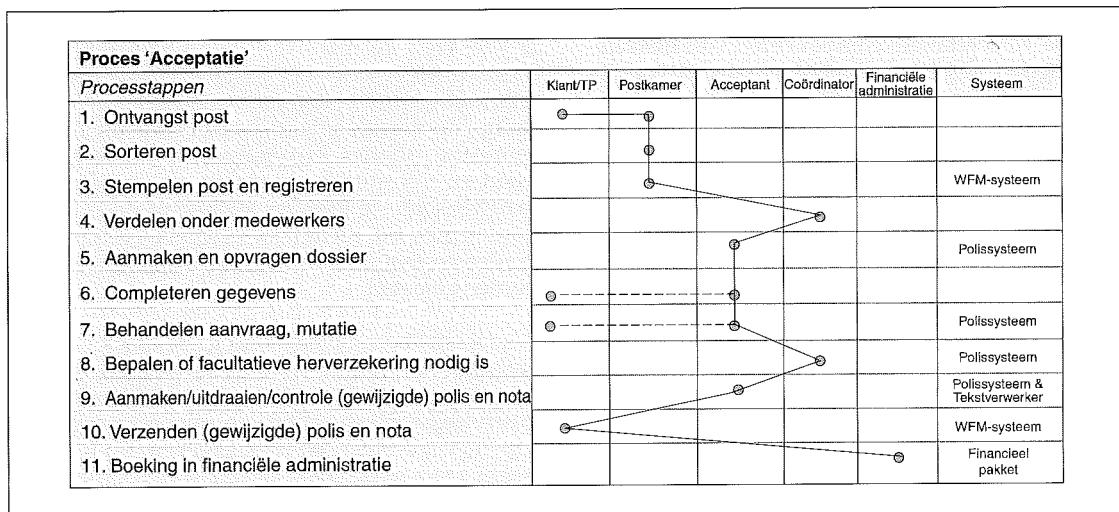 Proces ‘Acceptatie’
Processtappen Klant/TP Postkamer Acceptant Coördinator Financiële administratie Systeem
1. Ontvangst post
2. Sorteren post
3. Stempelen post en registreren WFM-systeem
4. Verdelen onder medewerkers
5. Aanmaken en opvragen dossier Polissysteem
6. Completeren gegevens
7. Behandelen aanvraag, mutatie Polissysteem
8. Bepalen of facultatieve herverzekering nodig is Polissysteem
9. Aanmaken/uitdraaien/controle (gewijzigde) polis en nota Polissysteem & Tekstverwerker
10. Verzenden (gewijzigde) polis en nota WFM-systeem
11. Boeking in financiële administratie Financieel pakket